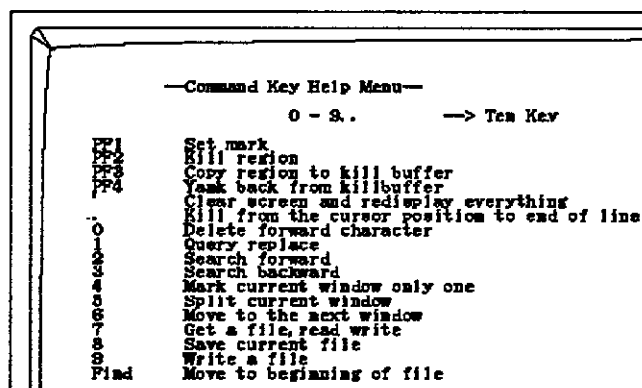 —Command Key Help Menu—
0 - 9.. —> Ten Key
PF1 Set mark
PF2 Kill region
PF3 Copy region to kill buffer
PF4 Yank back from killbuffer
' Clear screen and redisplay everything
.. Kill from the cursor position to end of line
0 Delete forward character
1 Query replace
2 Search forward
3 Search backward
4 Mark current window only one
5 Split current window
6 Move to the next window
7 Get a file, read write
8 Save current file
9 Write a file
Find Move to beginning of file